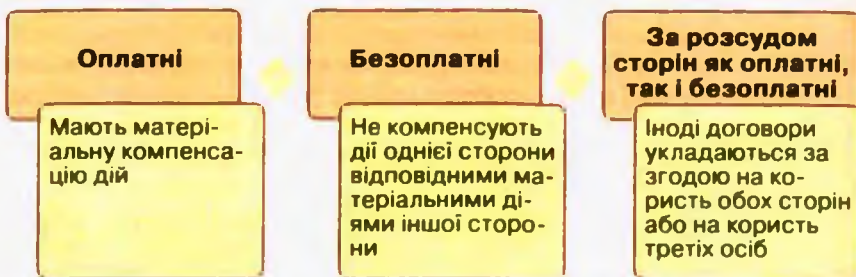 Оплатні
Мають матері-
альну компенса-
цію дій
Безоплатні
Не компенсують
дії однієї сторони
відповідними ма-
теріальними ді-
ями іншої сторо-
ни
За розсудом
сторін як оплатні,
так і безоплатні
Іноді договори
укладаються за
згодою на ко-
ристь обох сторін
або на користь
третіх осіб